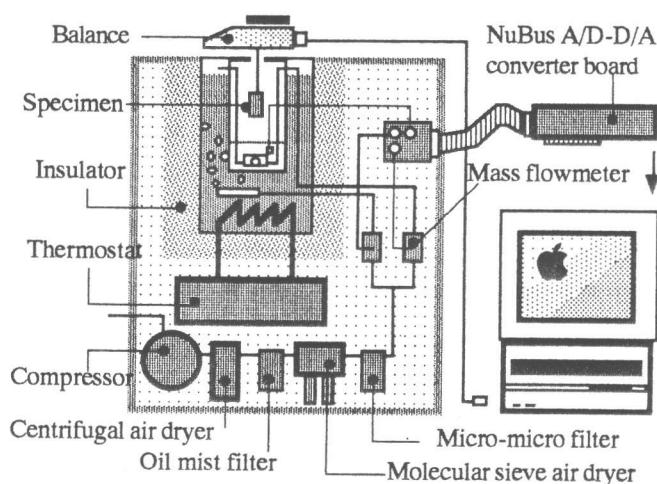 Balance
NuBus A/D-D/A
converter board
Specimen
Insulator
Mass flowmeter
Thermostat
Compressor
Centrifugal air dryer
Micro-micro filter
Oil mist filter
Molecular sieve air dryer